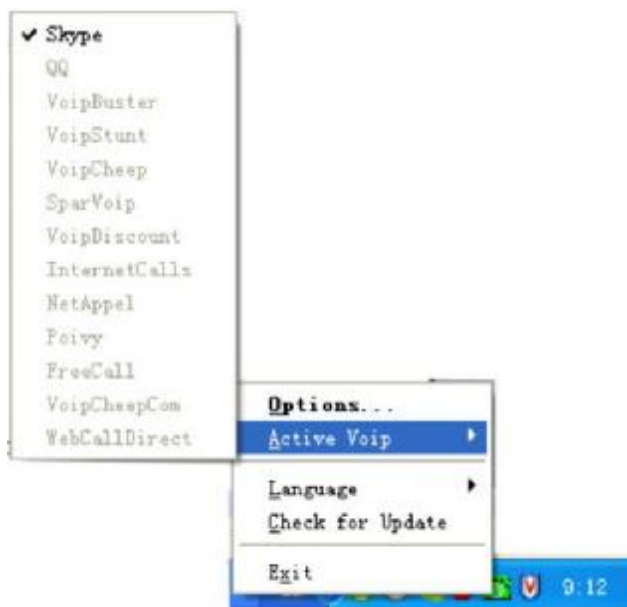 Skype
QQ
VoipBuster
VoipStunt
VoipCheep
SparVoip
VoipDiscount
InternetCalls
NetAppel
Poivy
FreeCall
VoipCheepCom
WebCallDirect
Options...
Active Voip
Language
Check for Update
Exit
9:12